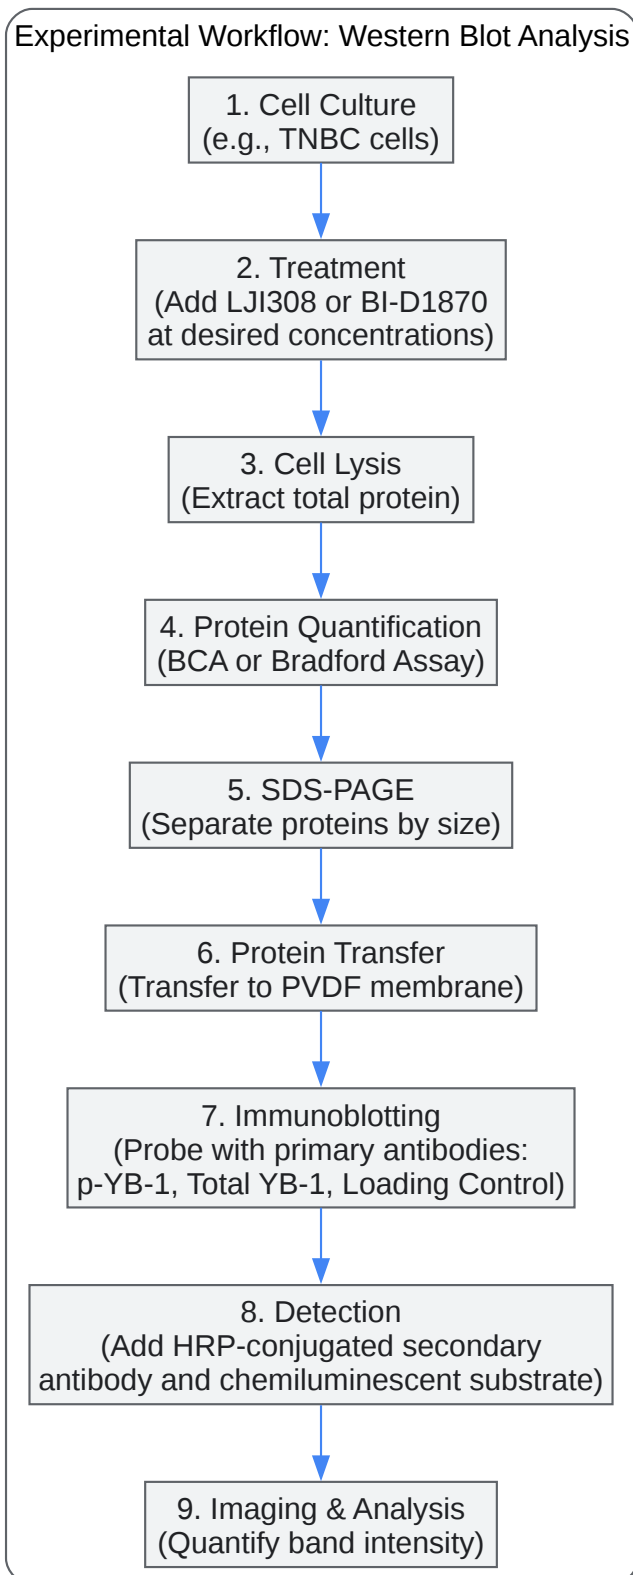 Experimental Workflow: Western Blot Analysis
1. Cell Culture
(e.g., TNBC cells)
2. Treatment
(Add LJI308 or BI-D1870
at desired concentrations)
3. Cell Lysis
(Extract total protein)
4. Protein Quantification
(BCA or Bradford Assay)
5. SDS-PAGE
(Separate proteins by size)
6. Protein Transfer
(Transfer to PVDF membrane)
7. Immunoblotting
(Probe with primary antibodies:
p-YB-1, Total YB-1, Loading Control)
8. Detection
(Add HRP-conjugated secondary
antibody and chemiluminescent substrate)
9. Imaging & Analysis
(Quantify band intensity)